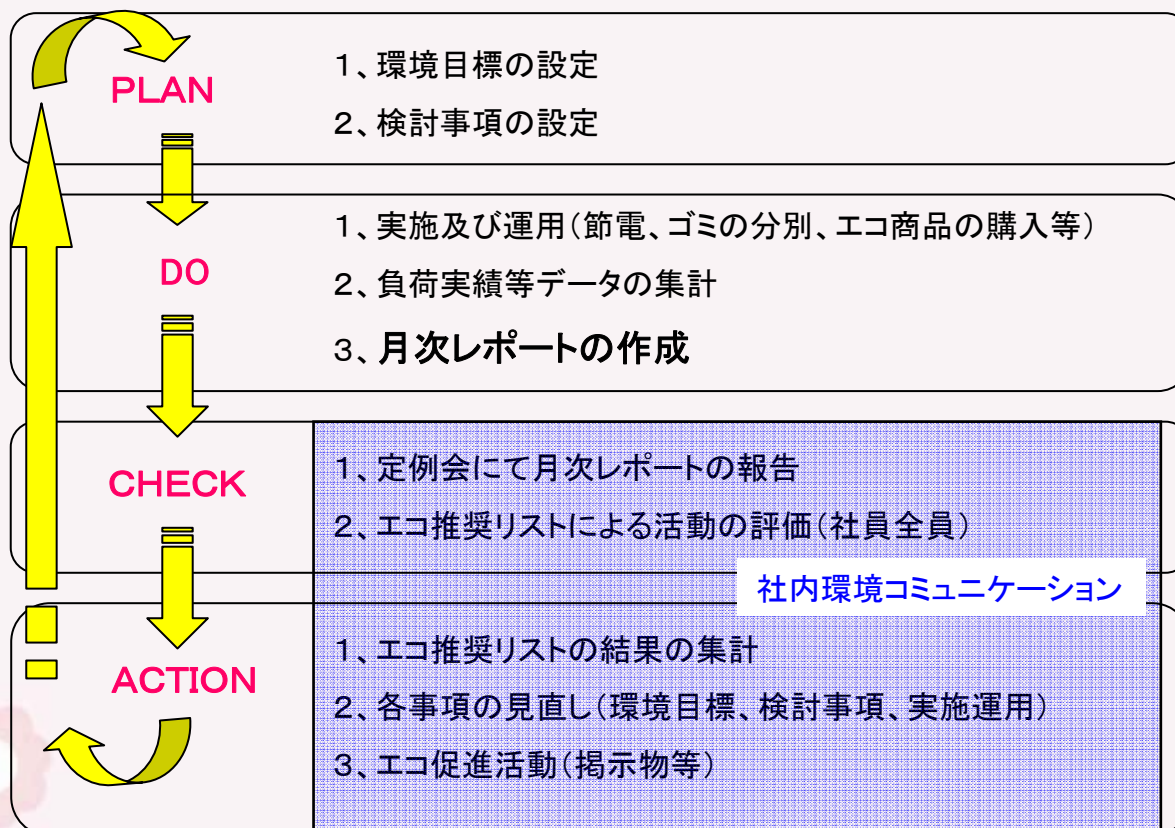 PLAN
１、環境目標の設定
２、検討事項の設定
DO
１、実施及び運用（節電、ゴミの分別、エコ商品の購入等）
２、負荷実績等データの集計
３、月次レポートの作成
CHECK
１、定例会にて月次レポートの報告
２、エコ推奨リストによる活動の評価（社員全員）
社内環境コミュニケーション
ACTION
１、エコ推奨リストの結果の集計
２、各事項の見直し（環境目標、検討事項、実施運用）
３、エコ促進活動（掲示物等）